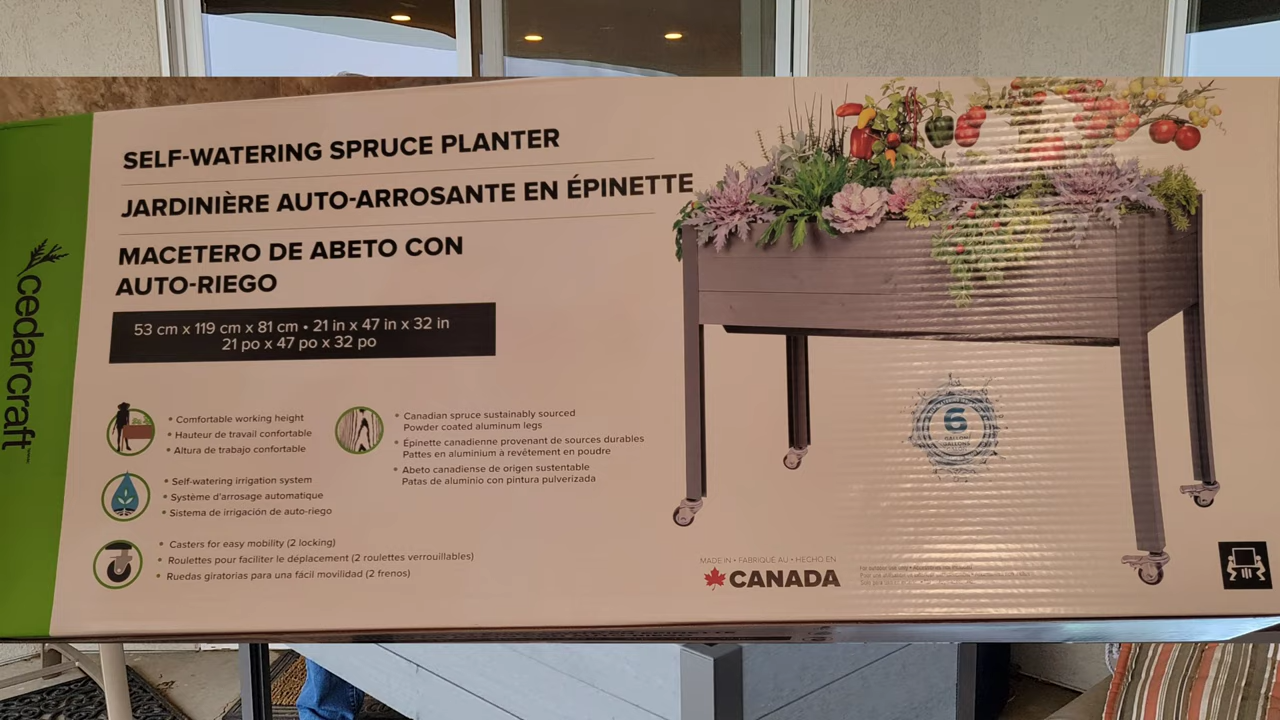 cedarcraft™
SELF-WATERING SPRUCE PLANTER
JARDINIÈRE AUTO-ARROSANTE EN ÉPINETTE
MACETERO DE ABETO CON
AUTO-RIEGO
53 cm x 119 cm x 81 cm • 21 in x 47 in x 32 in
21 po x 47 po x 32 po
• Comfortable working height
• Hauteur de travail confortable
• Altura de trabajo confortable
• Self-watering irrigation system
• Système d'arrosage automatique
• Sistema de irrigación de auto-riego
• Casters for easy mobility (2 locking)
• Roulettes pour faciliter le déplacement (2 roulettes verrouillables)
• Ruedas giratorias para una fácil movilidad (2 frenos)
• Canadian spruce sustainably sourced
Powder coated aluminum legs
• Épinette canadienne provenant de sources durables
Pattes en aluminium à revêtement en poudre
• Abeto canadiense de origen sustentable
Patas de aluminio con pintura pulverizada
6
GALLON
GALLONS
MADE IN • FABRIQUÉ AU • HECHO EN
CANADA